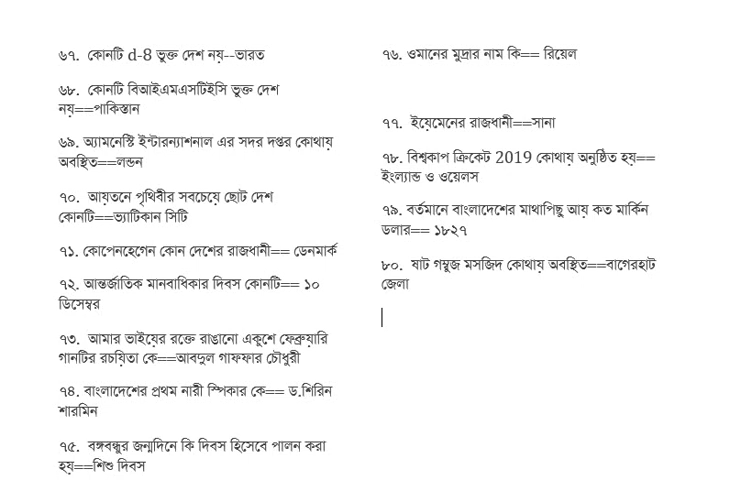 ৬৭.  কোনটি d-8 ভুক্ত দেশ নয়--ভারত
৬৮.  কোনটি বিআইএমএসটিইসি ভুক্ত দেশ
নয়==পাকিস্তান
৬৯. অ্যামনেস্টি ইন্টারন্যাশনাল এর সদর দপ্তর কোথায়
অবস্থিত==লন্ডন
৭০.  আয়তনে পৃথিবীর সবচেয়ে ছোট দেশ
কোনটি==ভ্যাটিকান সিটি
৭১. কোপেনহেগেন কোন দেশের রাজধানী== ডেনমার্ক
৭২. আন্তর্জাতিক মানবাধিকার দিবস কোনটি== ১০
ডিসেম্বর
৭৩.  আমার ভাইয়ের রক্তে রাঙানো একুশে ফেব্রুয়ারি
গানটির রচয়িতা কে==আবদুল গাফফার চৌধুরী
৭৪. বাংলাদেশের প্রথম নারী স্পিকার কে== ড.শিরিন
শারমিন
৭৫.  বঙ্গবন্ধুর জন্মদিনে কি দিবস হিসেবে পালন করা
হয়==শিশু দিবস
৭৬. ওমানের মুদ্রার নাম কি== রিয়েল
৭৭.  ইয়েমেনের রাজধানী==সানা
৭৮. বিশ্বকাপ ক্রিকেট 2019 কোথায় অনুষ্ঠিত হয়==
ইংল্যান্ড ও ওয়েলস
৭৯. বর্তমানে বাংলাদেশের মাথাপিছু আয় কত মার্কিন
ডলার== ১৮২৭
৮০.  ষাট গম্বুজ মসজিদ কোথায় অবস্থিত==বাগেরহাট
জেলা